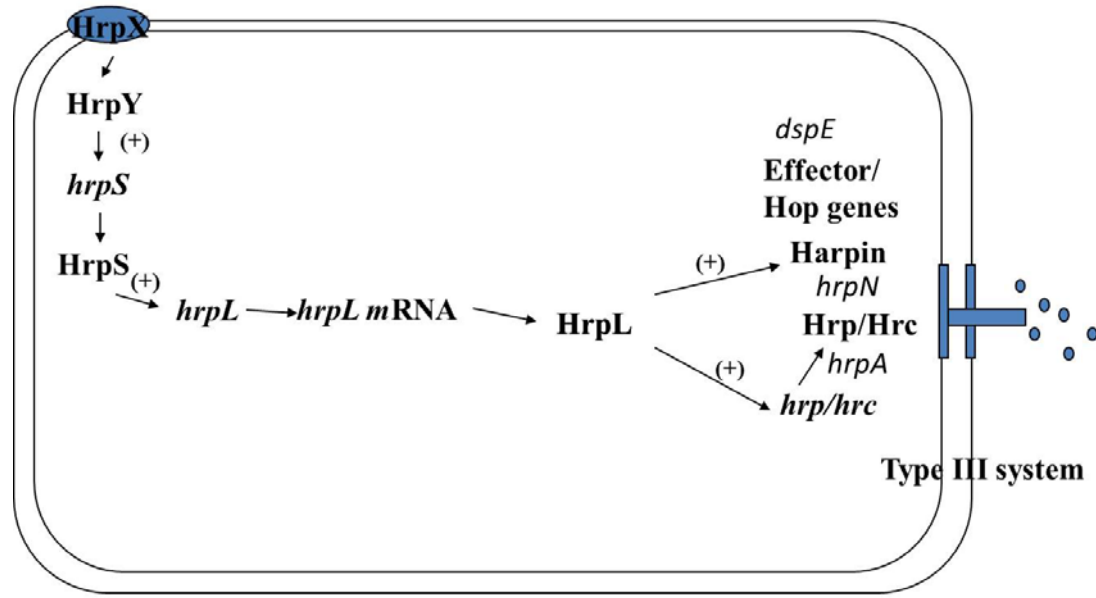 HrpX
HrpY
(+)
hrpS
HrpS
(+)
hrpL
hrpL mRNA
HrpL
(+)
(+)
dspE
Effector/
Hop genes
Harpin
hrpN
Hrp/Hrc
hrpA
hrp/hrc
Type III system